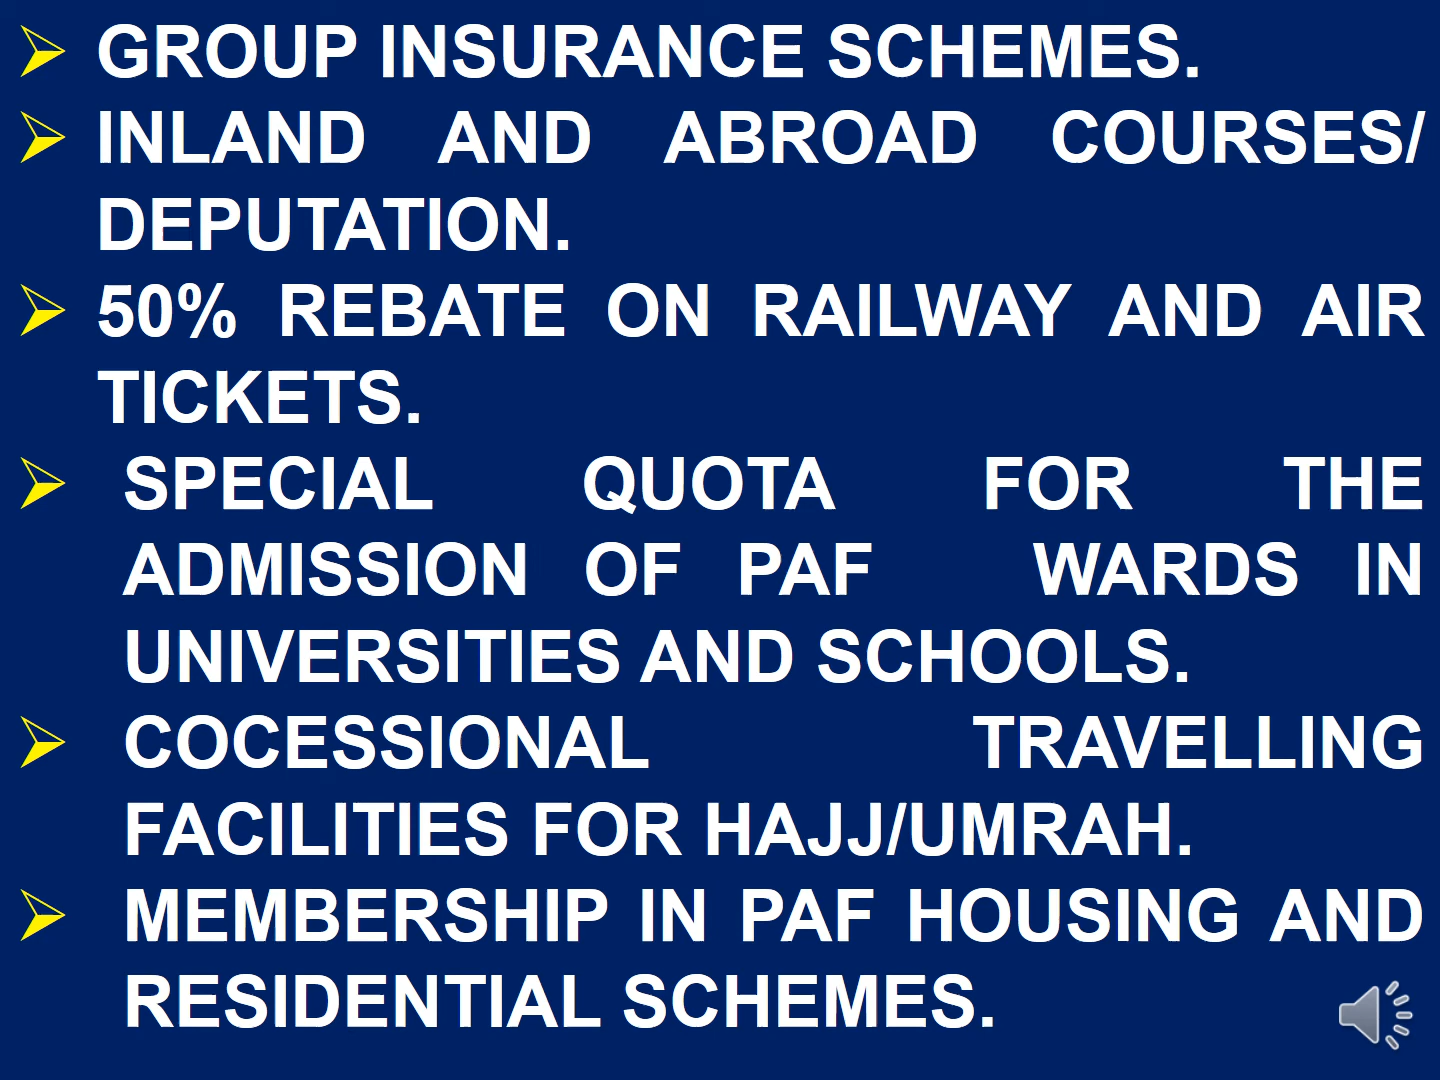 GROUP INSURANCE SCHEMES.
INLAND AND ABROAD COURSES/
DEPUTATION.
50% REBATE ON RAILWAY AND AIR
TICKETS.
SPECIAL QUOTA FOR THE
ADMISSION OF PAF WARDS IN
UNIVERSITIES AND SCHOOLS.
COCESSIONAL TRAVELLING
FACILITIES FOR HAJJ/UMRAH.
MEMBERSHIP IN PAF HOUSING AND
RESIDENTIAL SCHEMES.